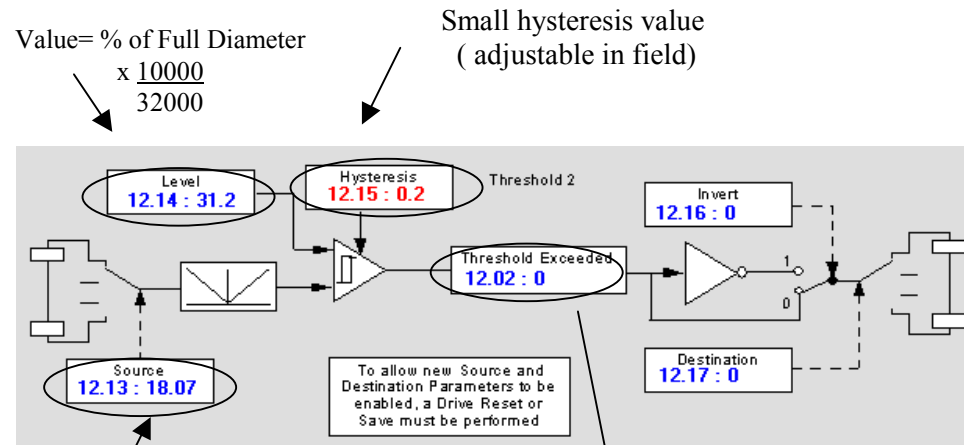 Value= % of Full Diameter
x 10000
32000
Small hysteresis value
( adjustable in field)
Level
12.14 : 31.2
Hysteresis
12.15 : 0.2
Threshold 2
Invert
12.16 : 0
Threshold Exceeded
12.02 : 0
1
0
Source
12.13 : 18.07
To allow new Source and
Destination Parameters to be
enabled, a Drive Reset or
Save must be performed
Destination
12.17 : 0